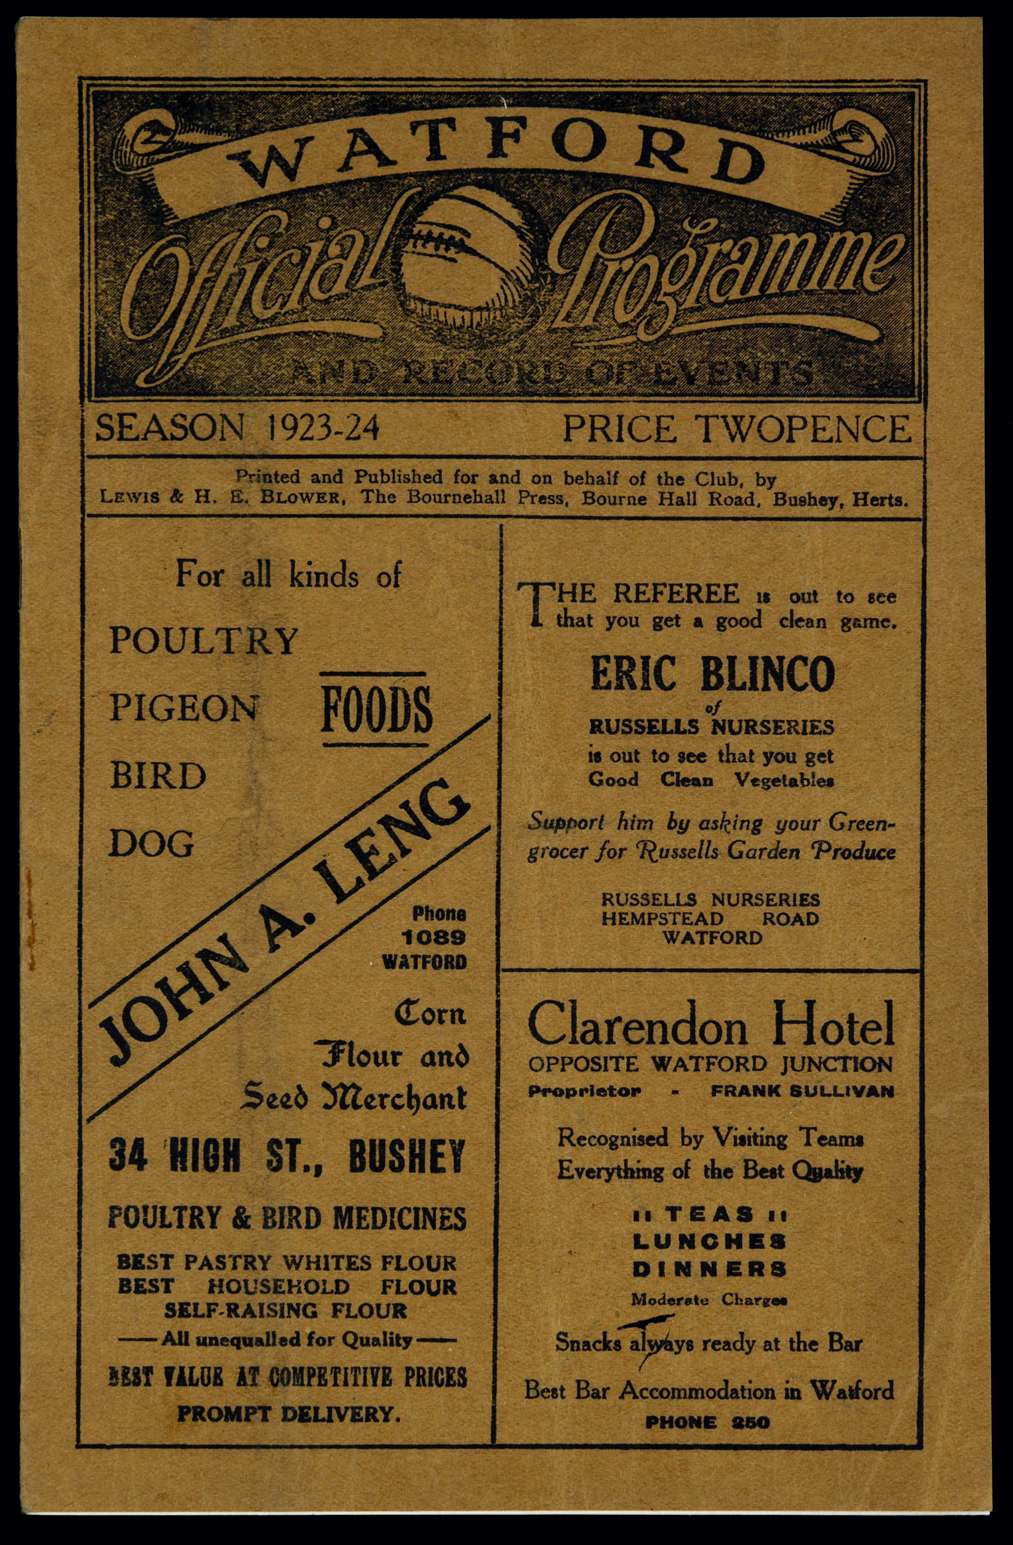 WATFORD
Official Programme
AND RECORD OF EVENTS
SEASON 1923-24 PRICE TWOPENCE
Printed and Published for and on behalf of the Club, by
LEWIS & H. E. BLOWER, The Bournehall Press, Bourne Hall Road, Bushey, Herts.
For all kinds of
POULTRY
PIGEON
BIRD
DOG
FOODS
JOHN A. LENG
Phone
1089
WATFORD
Corn
Flour and
Seed Merchant
34 HIGH ST., BUSHEY
POULTRY & BIRD MEDICINES
BEST PASTRY WHITES FLOUR
BEST HOUSEHOLD FLOUR
SELF-RAISING FLOUR
All unequalled for Quality
BEST VALUE AT COMPETITIVE PRICES
PROMPT DELIVERY.
THE REFEREE is out to see
that you get a good clean game.
ERIC BLINCO
of
RUSSELLS NURSERIES
is out to see that you get
Good Clean Vegetables
Support him by asking your Green-
grocer for Russells Garden Produce
RUSSELLS NURSERIES
HEMPSTEAD ROAD
WATFORD
Clarendon Hotel
OPPOSITE WATFORD JUNCTION
Proprietor - FRANK SULLIVAN
Recognised by Visiting Teams
Everything of the Best Quality
:: TEAS ::
LUNCHES
DINNERS
Moderate Charges
Snacks always ready at the Bar
Best Bar Accommodation in Watford
PHONE 250